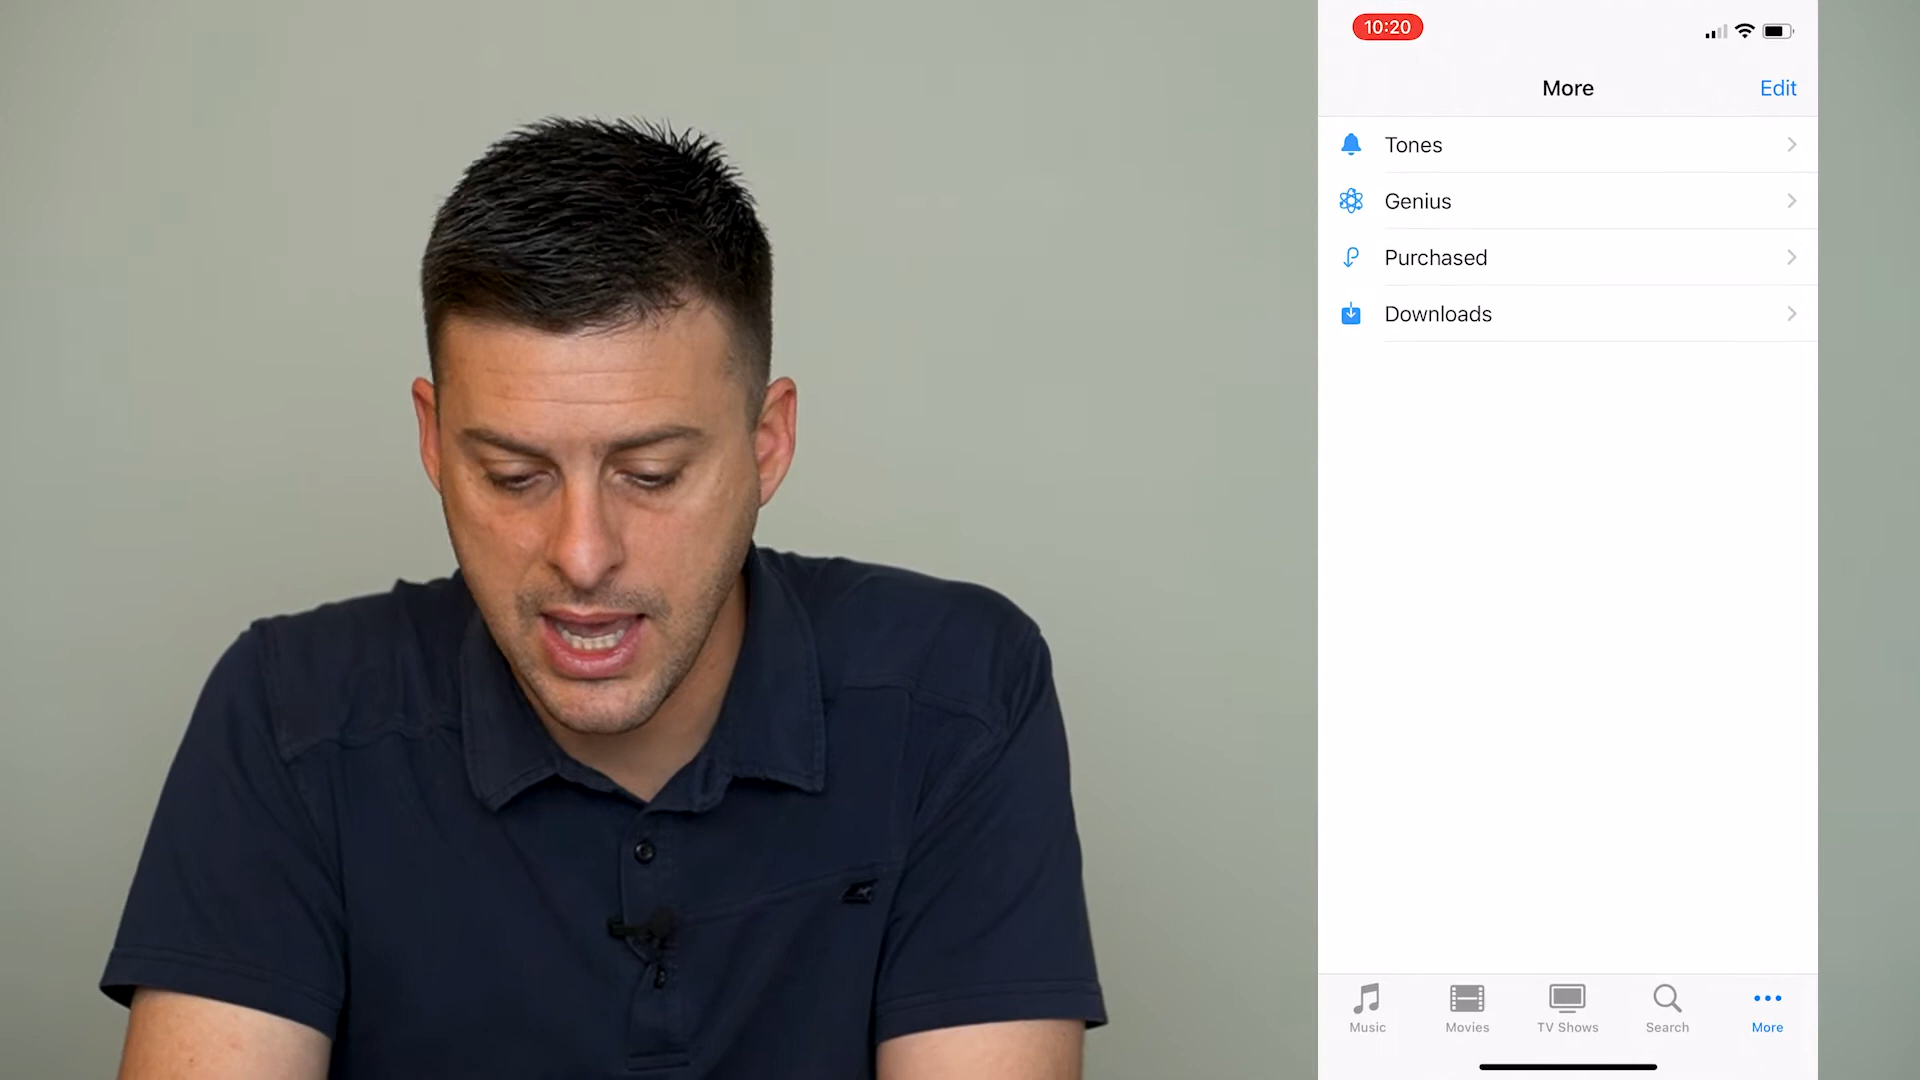 10:20
More
Edit
Tones
Genius
Purchased
Downloads
Music
Movies
TV Shows
Search
More